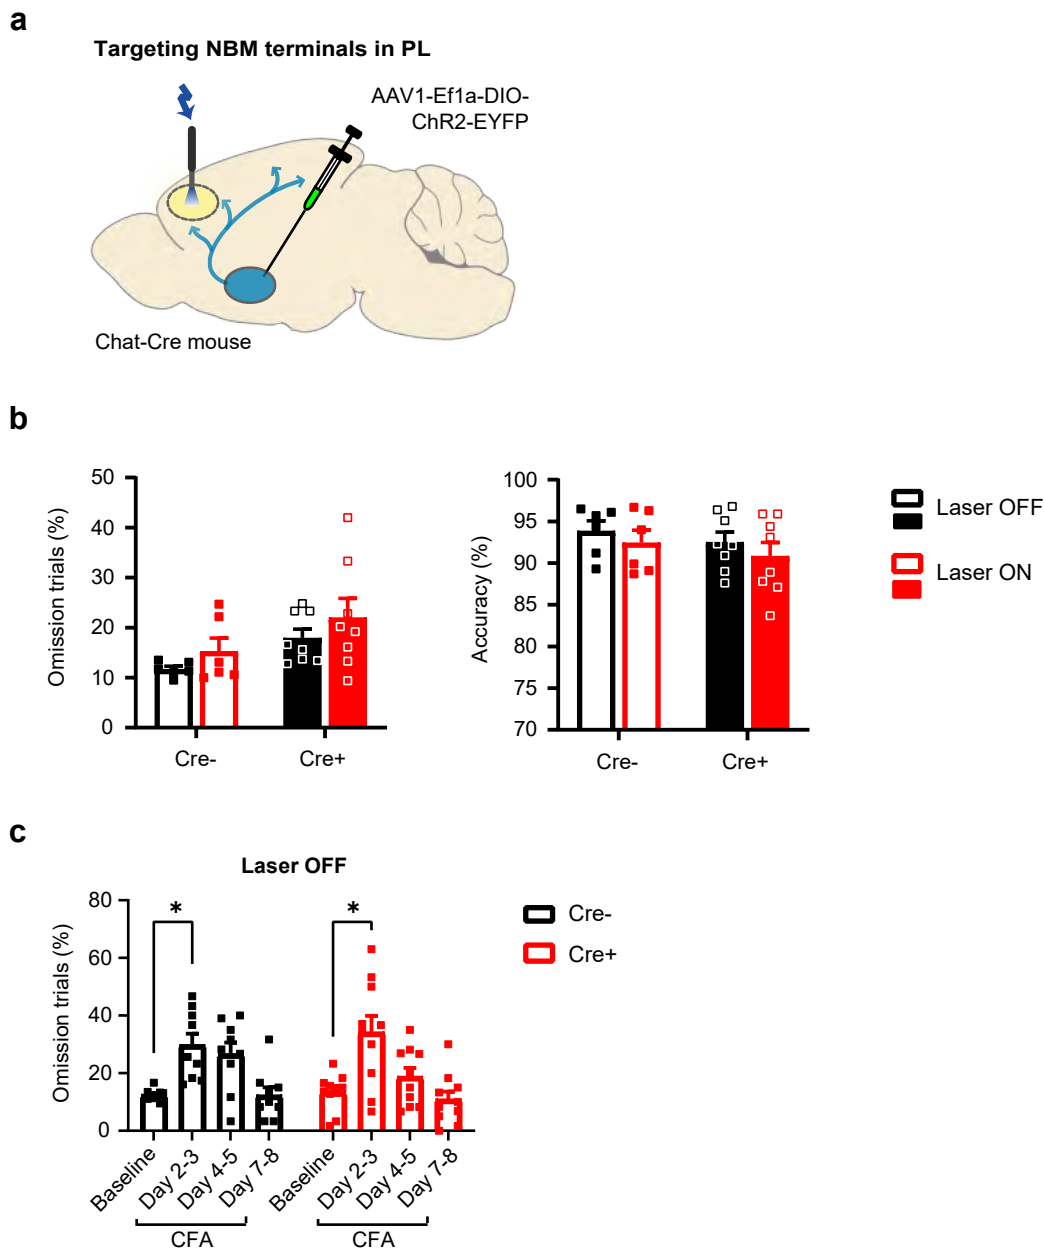 a
Targeting NBM terminals in PL
AAV1-Ef1a-DIO-
ChR2-EYFP
Chat-Cre mouse
b
Omission trials (%)
50
40
30
20
10
0
Cre-
Cre+
Accuracy (%)
100
95
90
85
80
75
70
Cre-
Cre+
Laser OFF
Laser ON
c
Laser OFF
Omission trials (%)
80
60
40
20
0
*
*
Baseline
Day 2-3
Day 4-5
Day 7-8
Baseline
Day 2-3
Day 4-5
Day 7-8
CFA
CFA
Cre-
Cre+